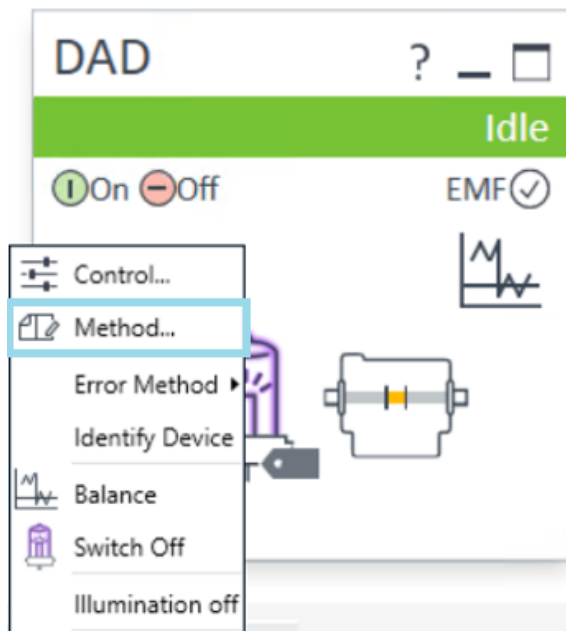 DAD ?
Idle
On Off EMF
Control...
Method...
Error Method
Identify Device
Balance
Switch Off
Illumination off